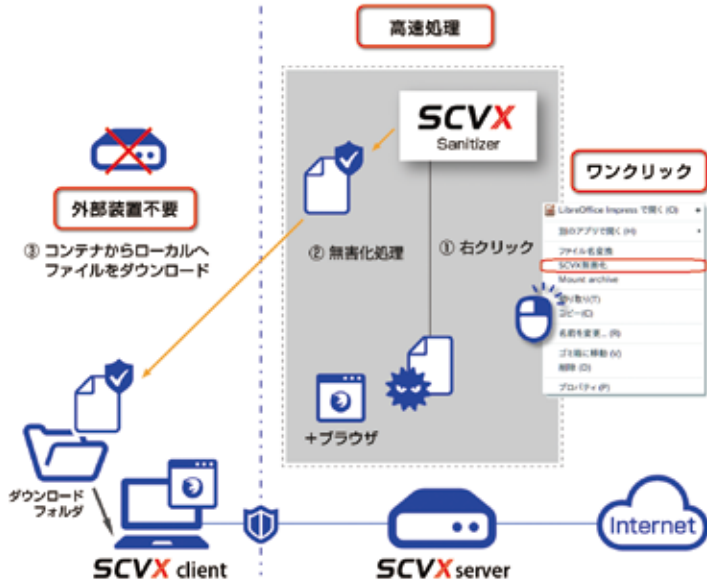 高速処理
SCVX
Sanitizer
ワンクリック
外部装置不要
③ コンテナからローカルへ
ファイルをダウンロード
② 無害化処理
① 右クリック
LibreOffice Impress で開く (O)
別のアプリで開く (H)
ファイル名変換
SCVX無害化
Mount archive
切り取り(T)
コピー(C)
名前を変更... (R)
ゴミ箱に移動 (V)
削除 (D)
プロパティ (P)
+ブラウザ
ダウンロード
フォルダ
SCVX client
SCVX server
Internet